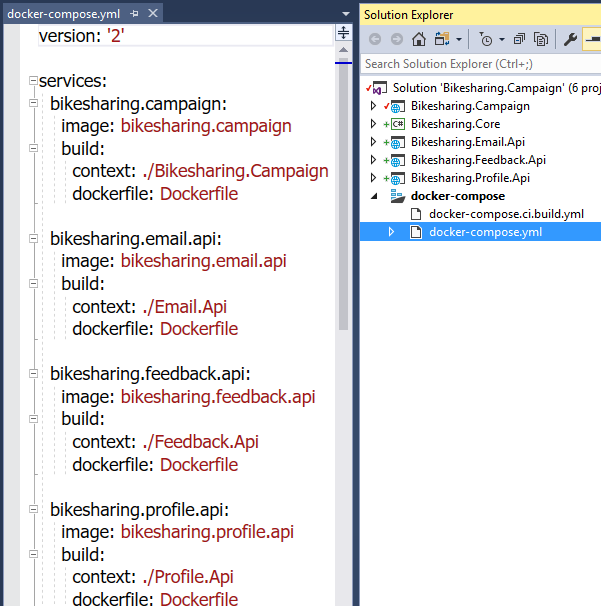 docker-compose.yml
version: '2'
services:
bikesharing.campaign:
image: bikesharing.campaign
build:
context: ./Bikesharing.Campaign
dockerfile: Dockerfile
bikesharing.email.api:
image: bikesharing.email.api
build:
context: ./Email.Api
dockerfile: Dockerfile
bikesharing.feedback.api:
image: bikesharing.feedback.api
build:
context: ./Feedback.Api
dockerfile: Dockerfile
bikesharing.profile.api:
image: bikesharing.profile.api
build:
context: ./Profile.Api
dockerfile: Dockerfile
Solution Explorer
Search Solution Explorer (Ctrl+;)
Solution 'Bikesharing.Campaign' (6 proj
Bikesharing.Campaign
C# Bikesharing.Core
Bikesharing.Email.Api
Bikesharing.Feedback.Api
Bikesharing.Profile.Api
docker-compose
docker-compose.ci.build.yml
docker-compose.yml